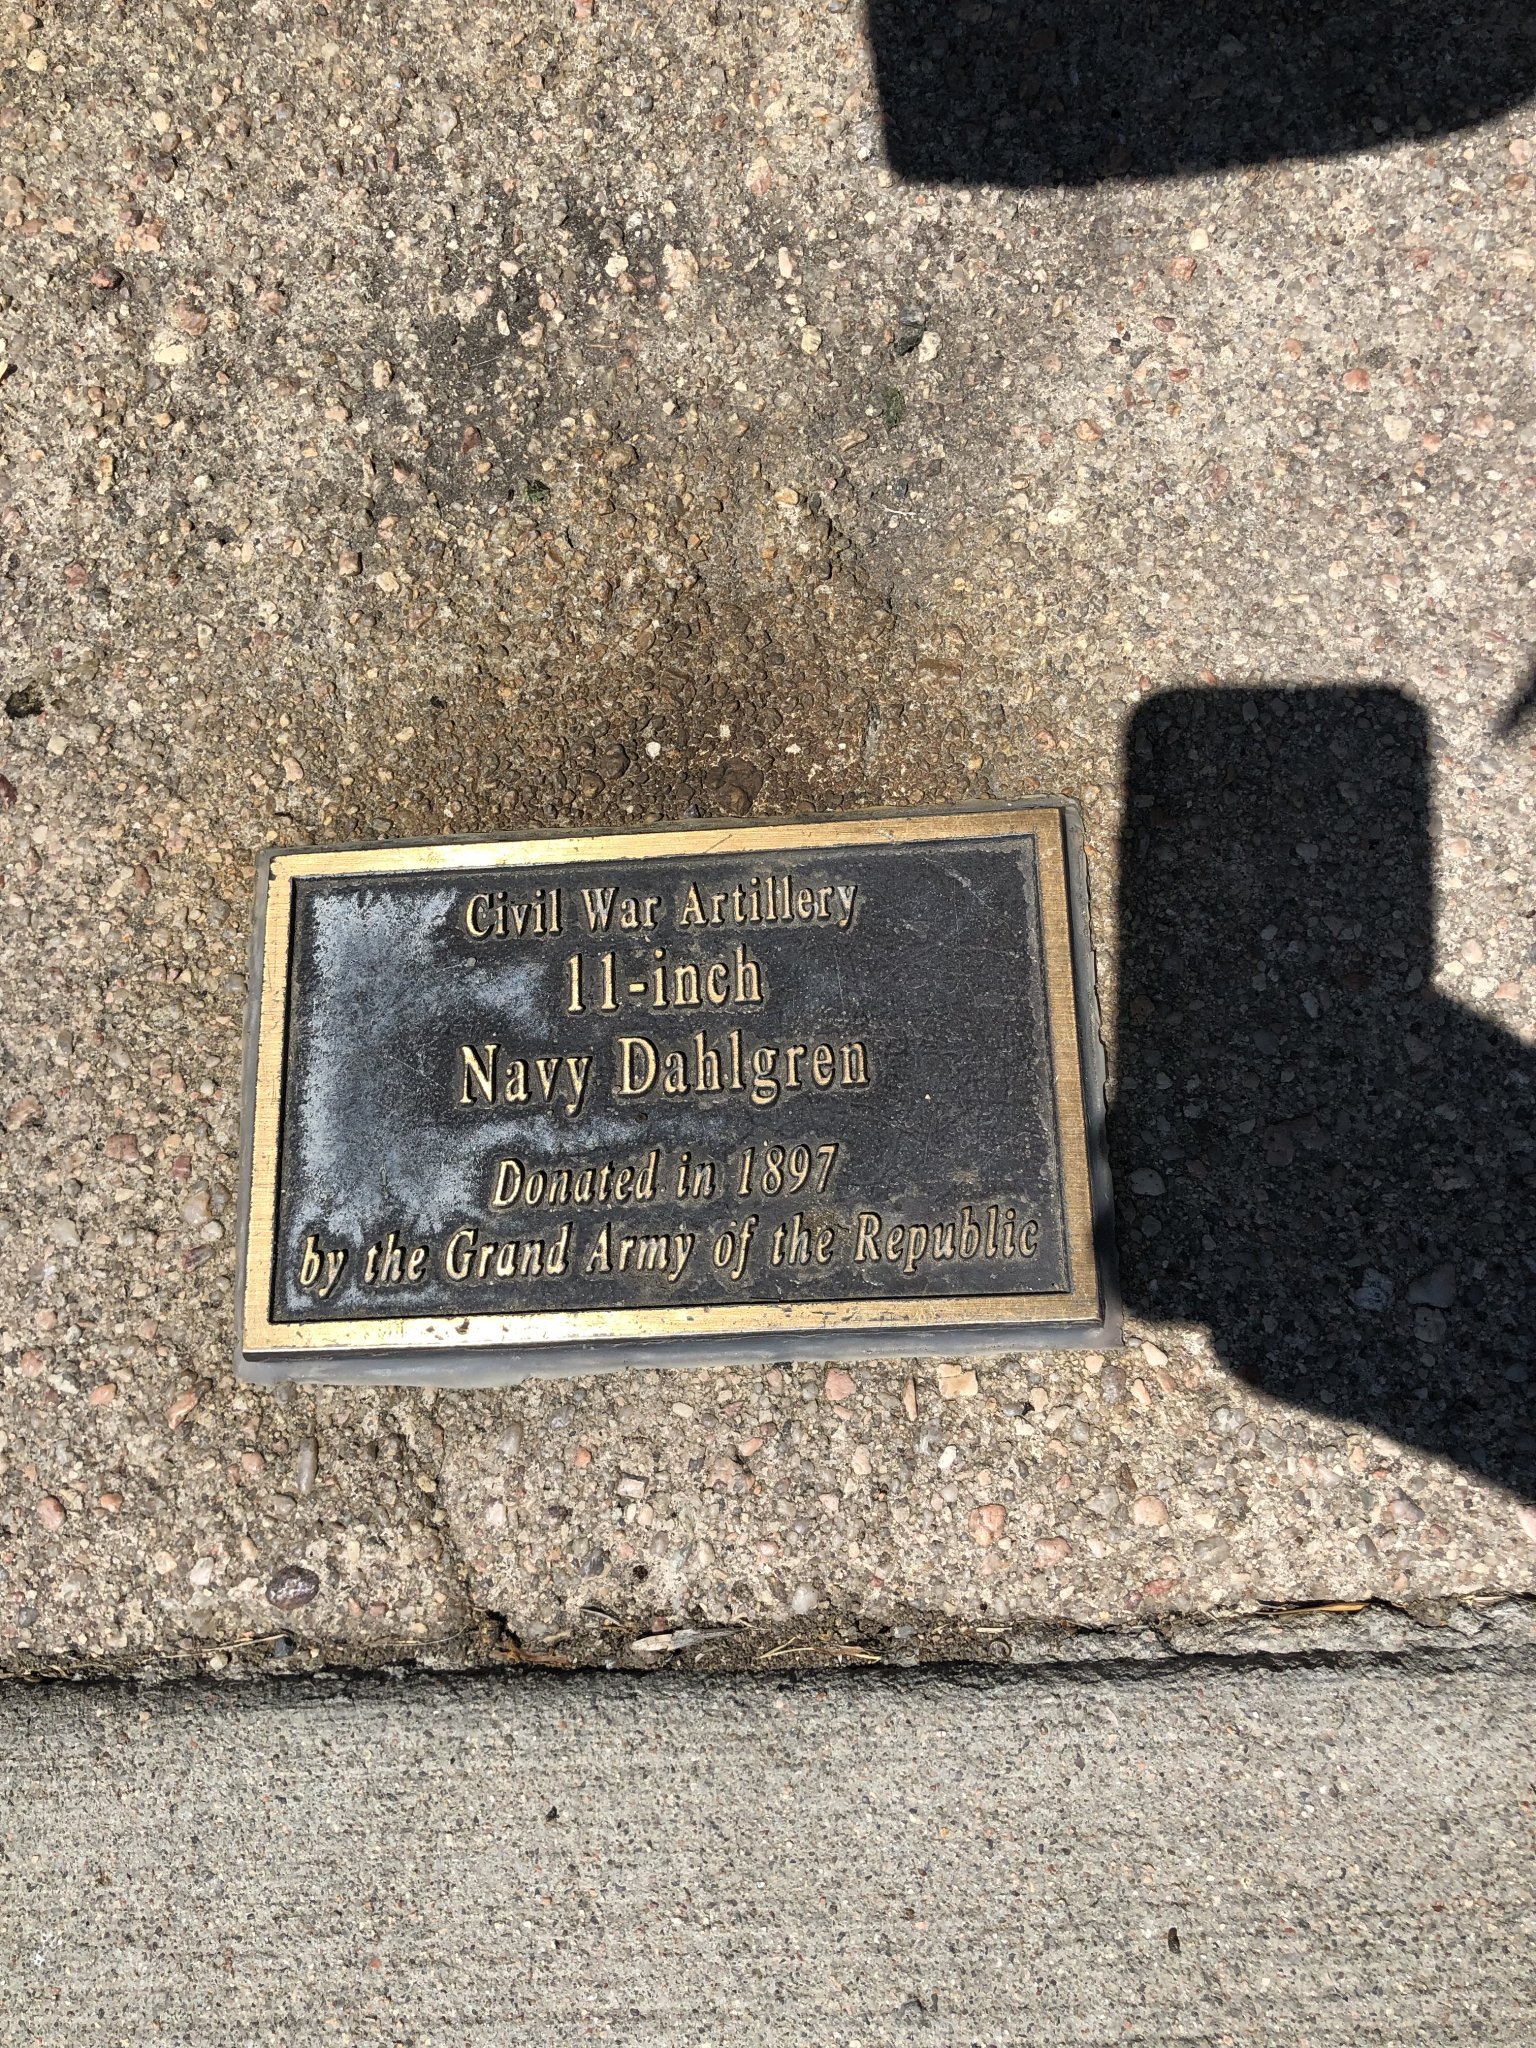 Civil War Artillery
11-inch
Navy Dahlgren
Donated in 1897
by the Grand Army of the Republic